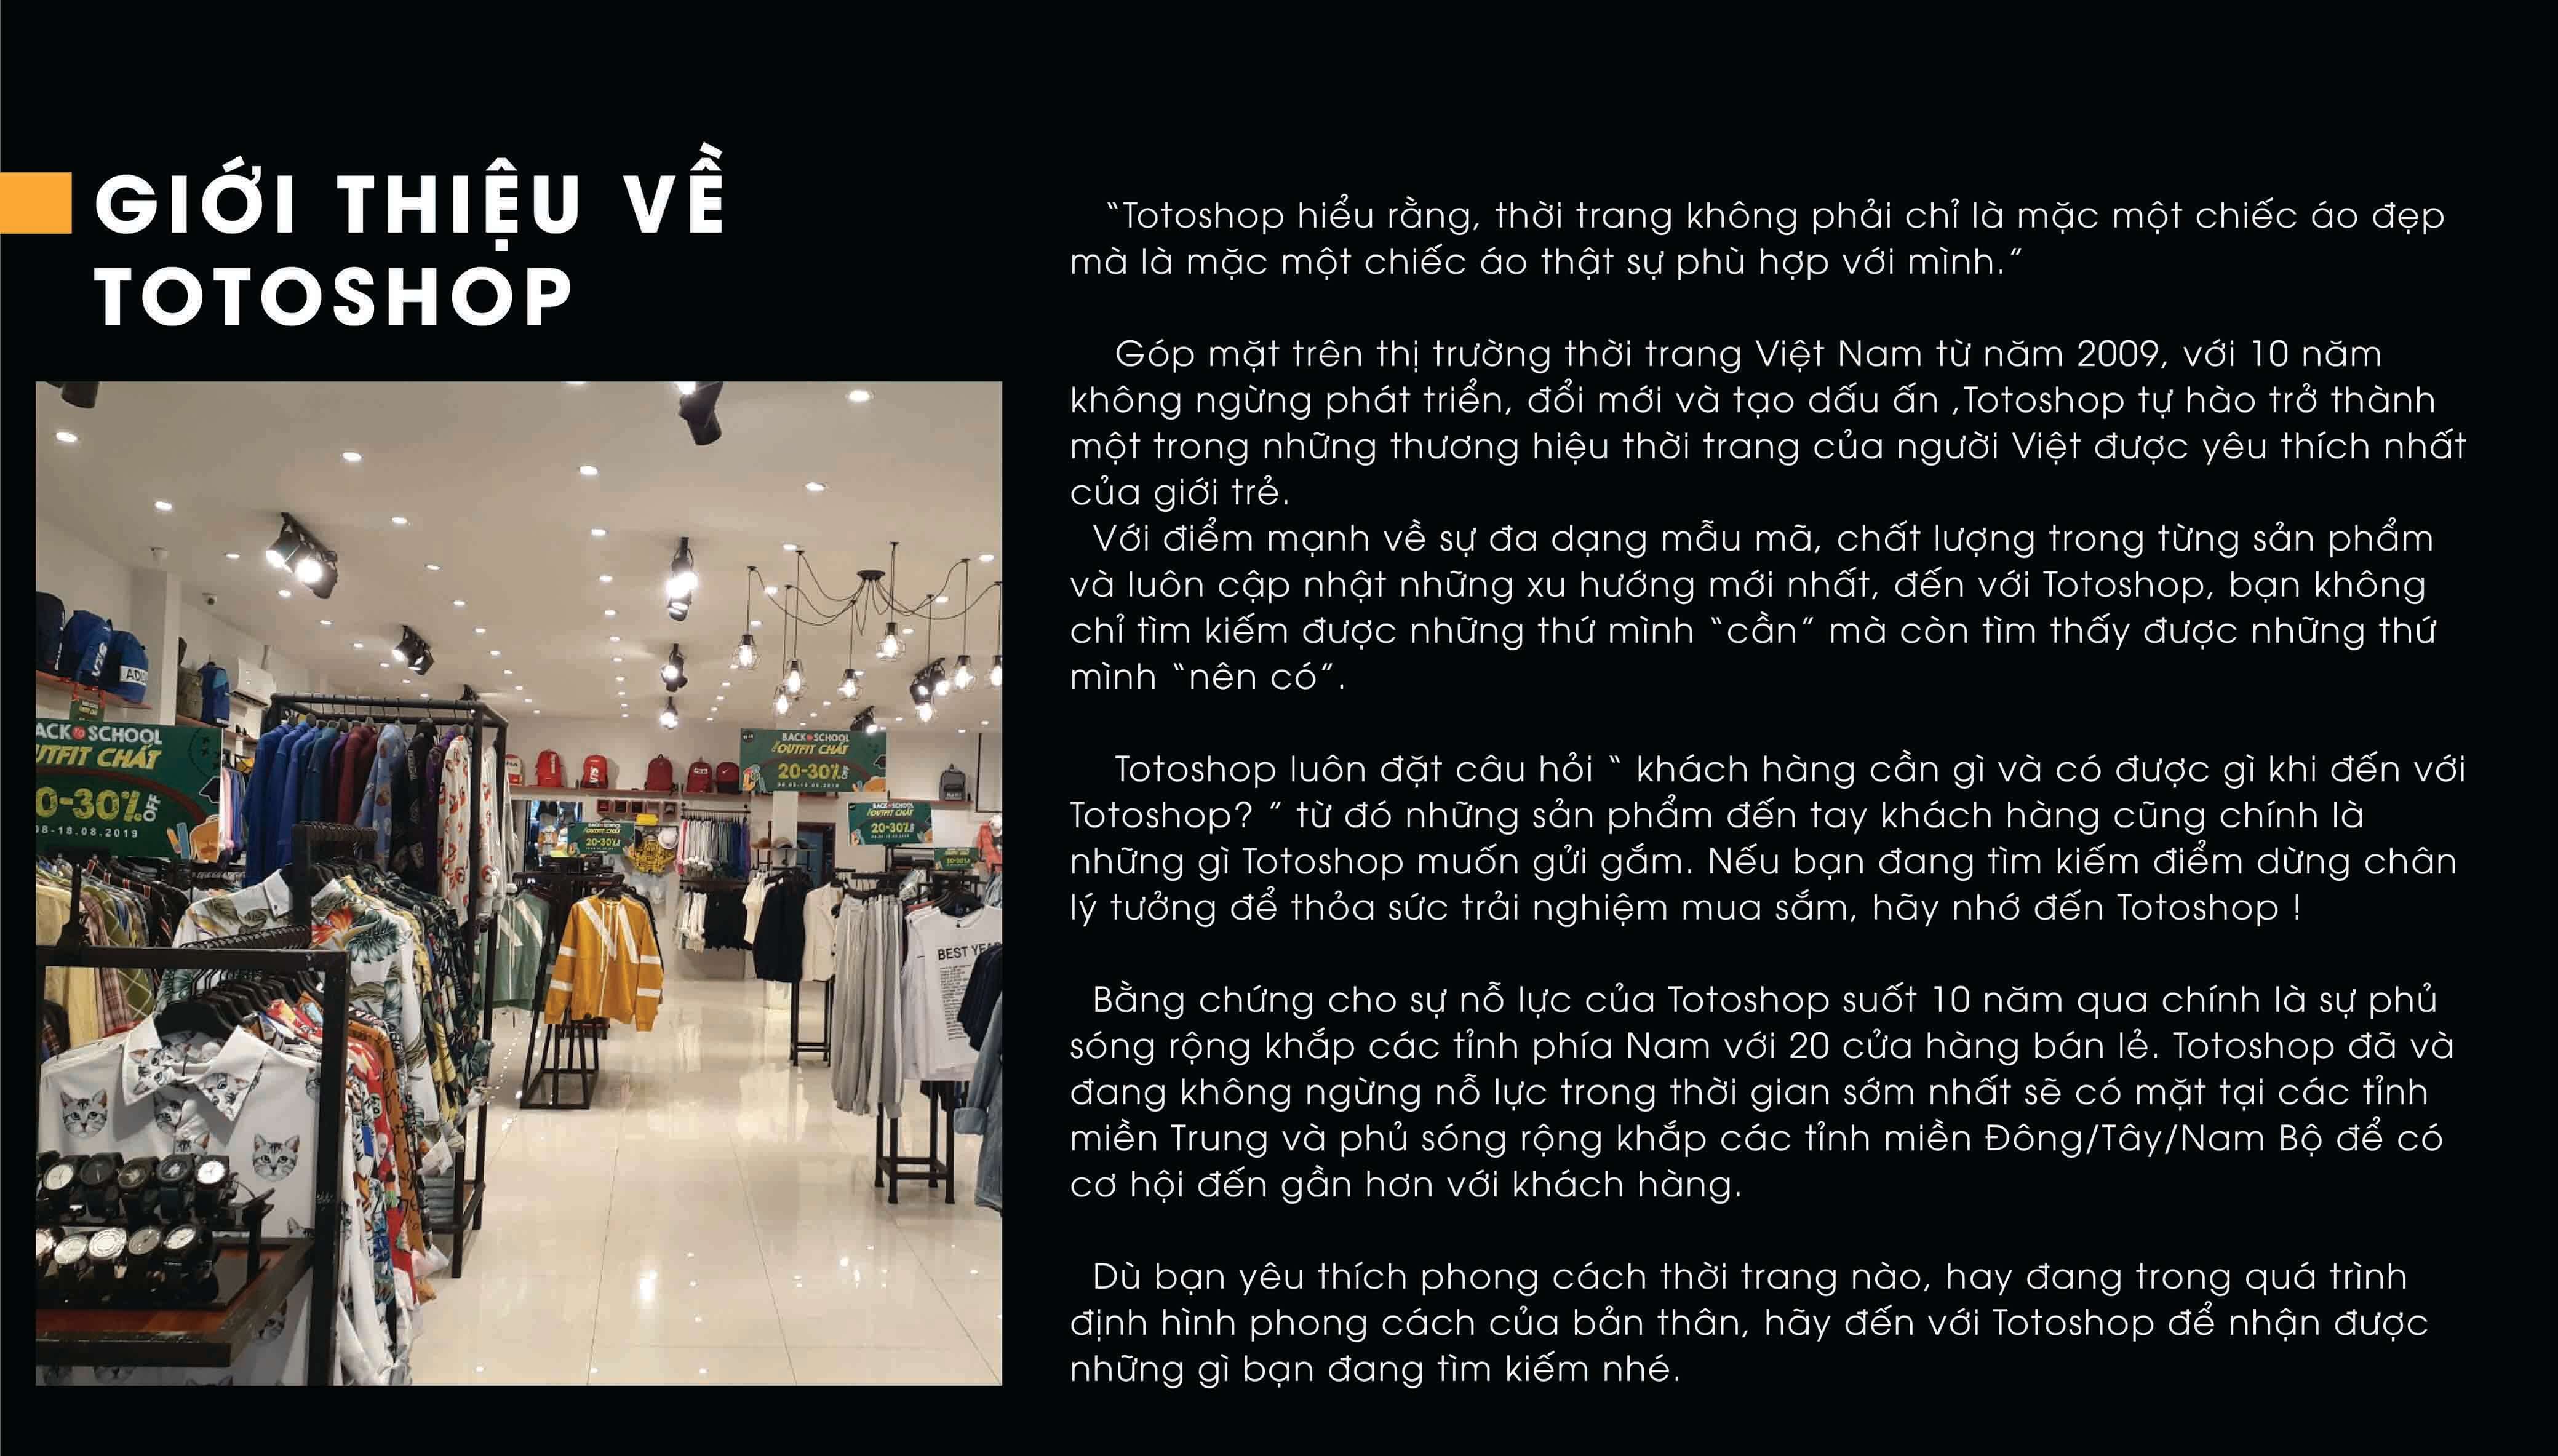 GIỚI THIỆU VỀ
TOTOSHOP
“Totoshop hiểu rằng, thời trang không phải chỉ là mặc một chiếc áo đẹp
mà là mặc một chiếc áo thật sự phù hợp với mình.”
Góp mặt trên thị trường thời trang Việt Nam từ năm 2009, với 10 năm
không ngừng phát triển, đổi mới và tạo dấu ấn ,Totoshop tự hào trở thành
một trong những thương hiệu thời trang của người Việt được yêu thích nhất
của giới trẻ.
Với điểm mạnh về sự đa dạng mẫu mã, chất lượng trong từng sản phẩm
và luôn cập nhật những xu hướng mới nhất, đến với Totoshop, bạn không
chỉ tìm kiếm được những thứ mình “cần” mà còn tìm thấy được những thứ
mình “nên có”.
Totoshop luôn đặt câu hỏi “ khách hàng cần gì và có được gì khi đến với
Totoshop? ” từ đó những sản phẩm đến tay khách hàng cũng chính là
những gì Totoshop muốn gửi gắm. Nếu bạn đang tìm kiếm điểm dừng chân
lý tưởng để thỏa sức trải nghiệm mua sắm, hãy nhớ đến Totoshop !
Bằng chứng cho sự nỗ lực của Totoshop suốt 10 năm qua chính là sự phủ
sóng rộng khắp các tỉnh phía Nam với 20 cửa hàng bán lẻ. Totoshop đã và
đang không ngừng nỗ lực trong thời gian sớm nhất sẽ có mặt tại các tỉnh
miền Trung và phủ sóng rộng khắp các tỉnh miền Đông/Tây/Nam Bộ để có
cơ hội đến gần hơn với khách hàng.
Dù bạn yêu thích phong cách thời trang nào, hay đang trong quá trình
định hình phong cách của bản thân, hãy đến với Totoshop để nhận được
những gì bạn đang tìm kiếm nhé.
ACK to SCHOOL
UTFIT CHẤT
0-30% OFF
08-18.08.2019
BACK to SCHOOL
OUTFIT CHẤT
20-30% OFF
BACK to SCHOOL
OUTFIT CHẤT
20-30%
OUTFIT CHẤT
20-30%
BEST YEA